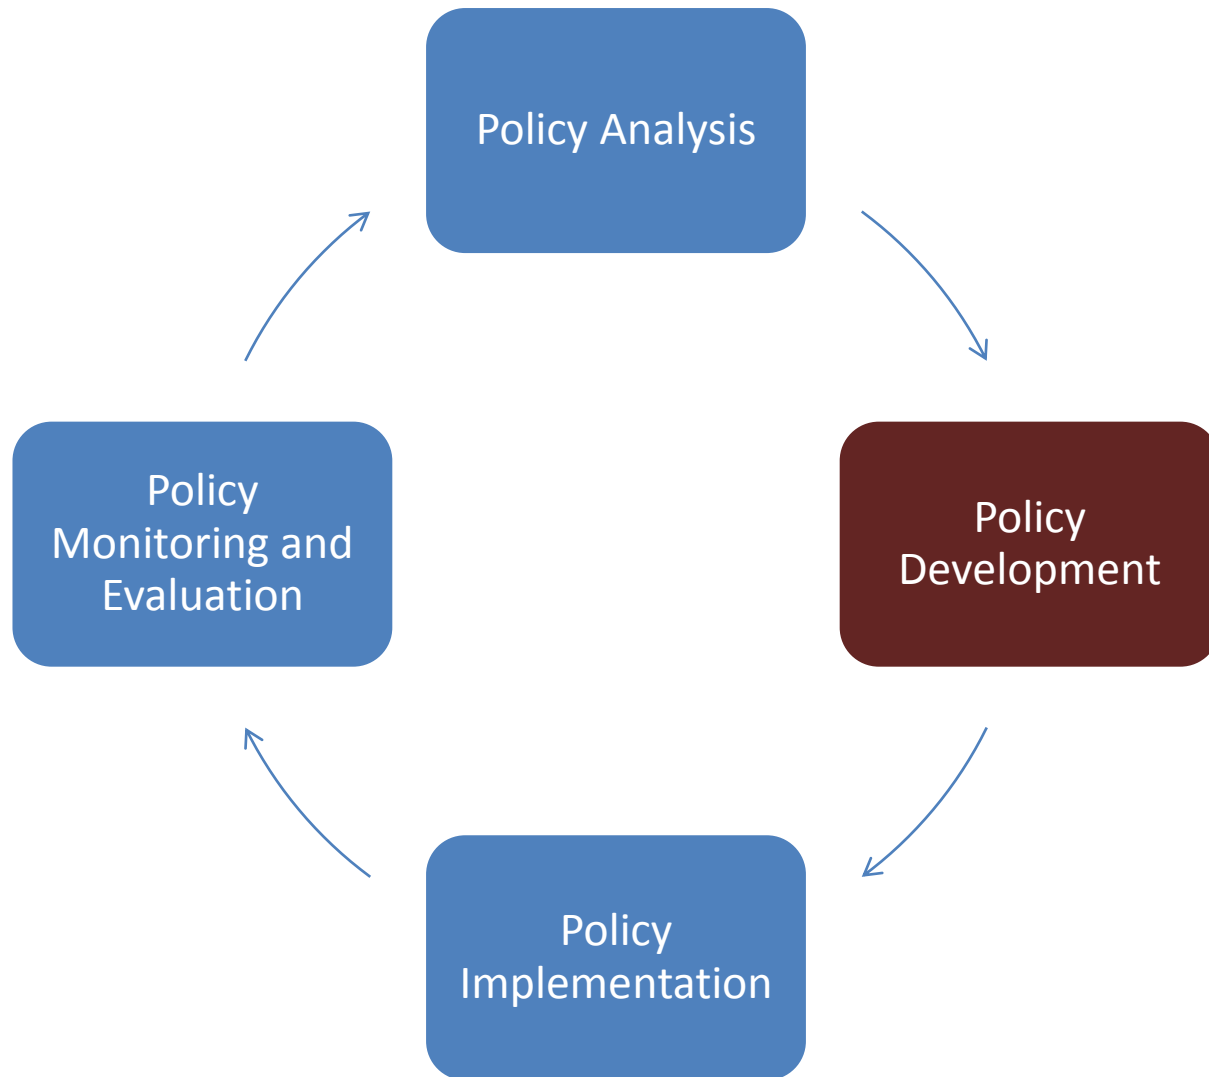 Policy Analysis
Policy
Development
Policy
Implementation
Policy
Monitoring and
Evaluation